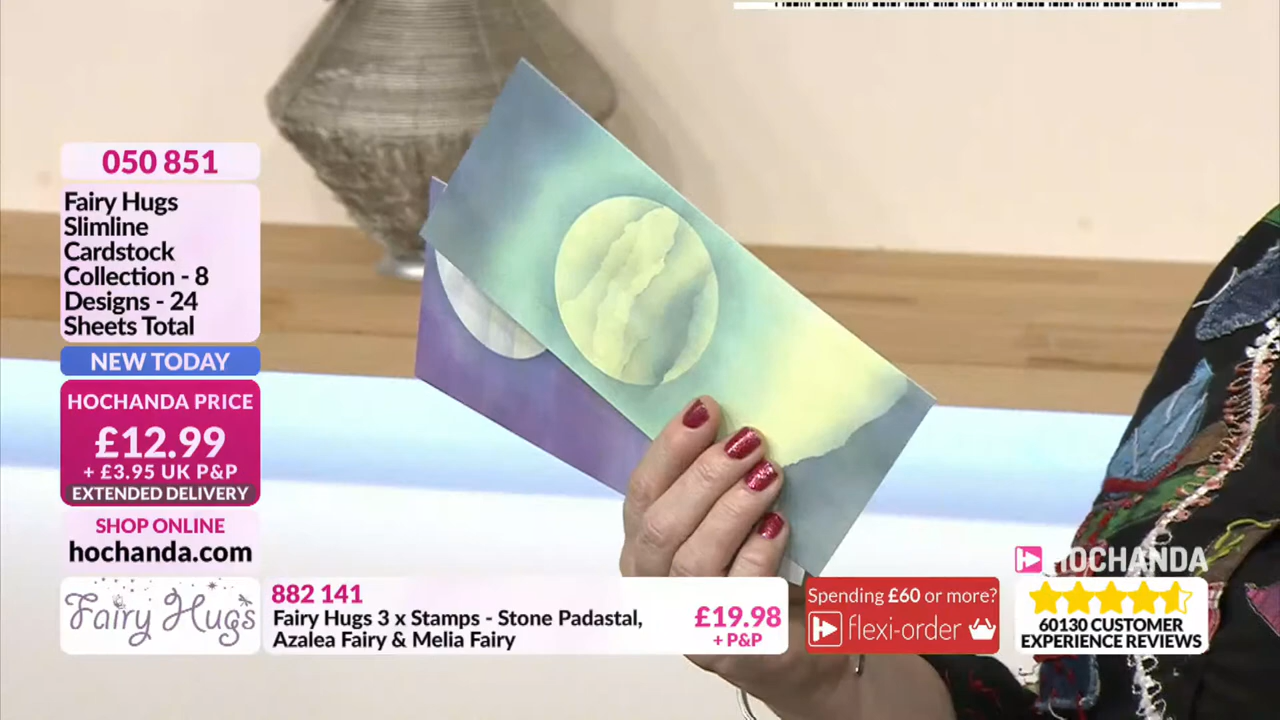 050 851
Fairy Hugs
Slimline
Cardstock
Collection - 8
Designs - 24
Sheets Total
NEW TODAY
HOCHANDA PRICE
£12.99
+ £3.95 UK P&P
EXTENDED DELIVERY
SHOP ONLINE
hochanda.com
Fairy Hugs
882 141
Fairy Hugs 3 x Stamps - Stone Padastal,
Azalea Fairy & Melia Fairy
£19.98
+ P&P
Spending £60 or more?
flexi-order
HOCHANDA
60130 CUSTOMER
EXPERIENCE REVIEWS